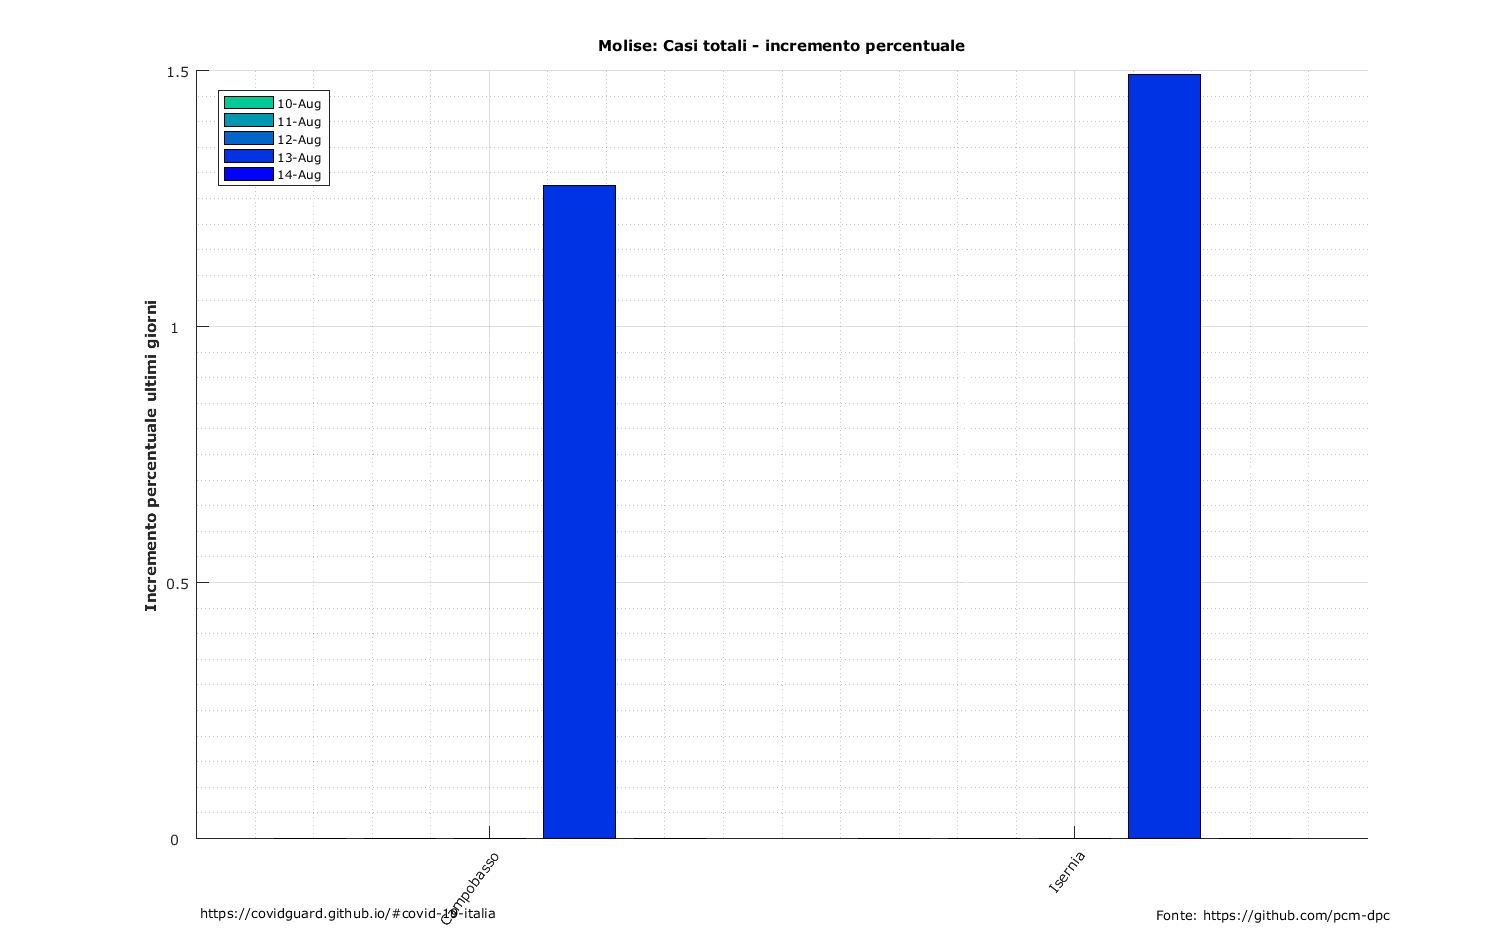 Molise: Casi totali - incremento percentuale
1.5
10-Aug
11-Aug
12-Aug
13-Aug
14-Aug
Incremento percentuale ultimi giorni
1
0.5
0
Campobasso
Isernia
https://covidguard.github.io/#covid-19-italia
Fonte: https://github.com/pcm-dpc